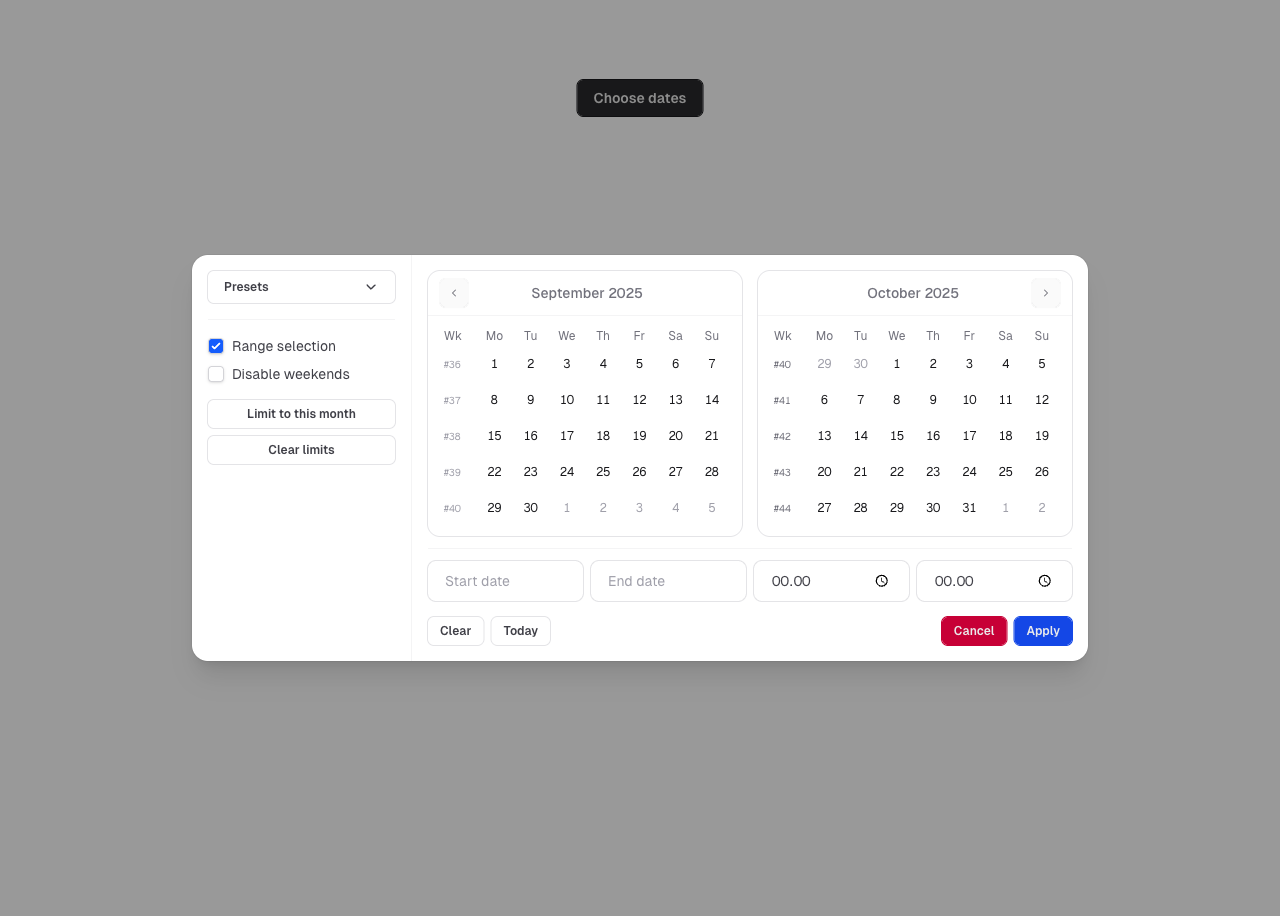 Choose dates
Presets
Range selection
Disable weekends
Limit to this month
Clear limits
September 2025
Wk Mo Tu We Th Fr Sa Su
#36 1 2 3 4 5 6 7
#37 8 9 10 11 12 13 14
#38 15 16 17 18 19 20 21
#39 22 23 24 25 26 27 28
#40 29 30 1 2 3 4 5
October 2025
Wk Mo Tu We Th Fr Sa Su
#40 29 30 1 2 3 4 5
#41 6 7 8 9 10 11 12
#42 13 14 15 16 17 18 19
#43 20 21 22 23 24 25 26
#44 27 28 29 30 31 1 2
Start date End date 00.00 00.00
Clear Today Cancel Apply